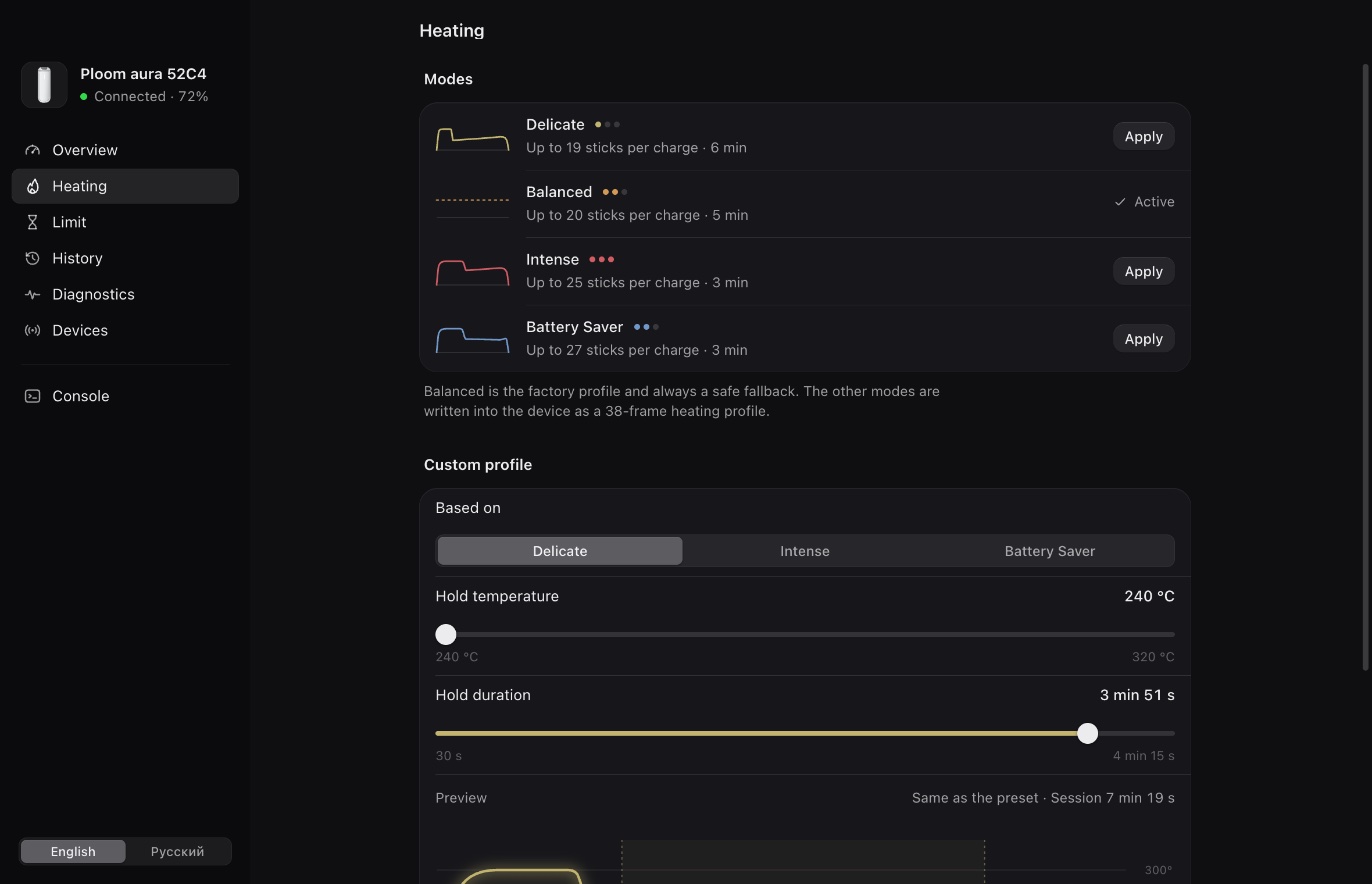 Heating
Ploom aura 52C4
Connected · 72%
Overview
Heating
Limit
History
Diagnostics
Devices
Console
English
Русский
Modes
Delicate
Up to 19 sticks per charge · 6 min
Apply
Balanced
Up to 20 sticks per charge · 5 min
Active
Intense
Up to 25 sticks per charge · 3 min
Apply
Battery Saver
Up to 27 sticks per charge · 3 min
Apply
Balanced is the factory profile and always a safe fallback. The other modes are
written into the device as a 38-frame heating profile.
Custom profile
Based on
Delicate
Intense
Battery Saver
Hold temperature
240 °C
240 °C
320 °C
Hold duration
3 min 51 s
30 s
4 min 15 s
Preview
Same as the preset · Session 7 min 19 s
300°